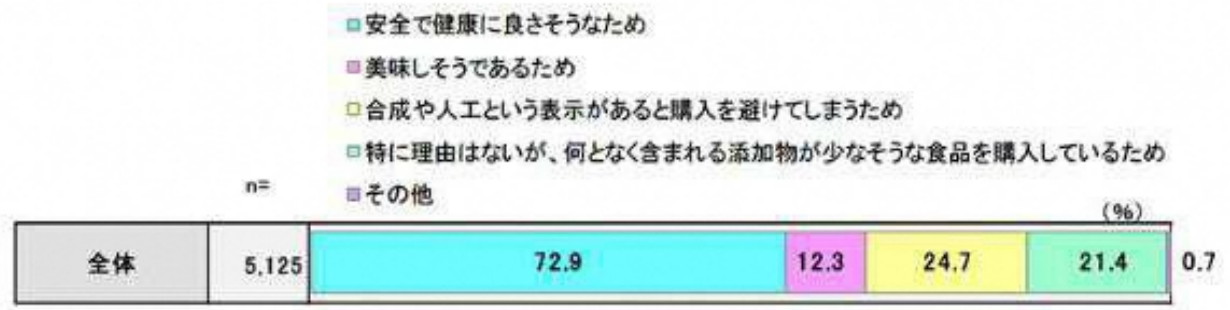 安全で健康に良さそうなため
美味しそうであるため
合成や人工という表示があると購入を避けてしまうため
特に理由はないが、何となく含まれる添加物が少なそうな食品を購入しているため
n=
その他
(%)
全体 5,125 72.9 12.3 24.7 21.4 0.7